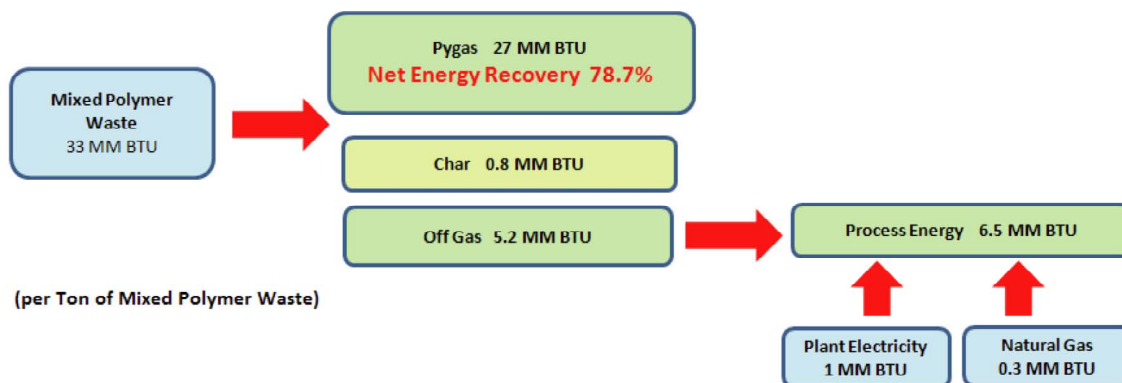 Pygas 27 MM BTU
Net Energy Recovery 78.7%
Mixed Polymer
Waste
33 MM BTU
Char 0.8 MM BTU
Off Gas 5.2 MM BTU
Process Energy 6.5 MM BTU
(per Ton of Mixed Polymer Waste)
Plant Electricity
1 MM BTU
Natural Gas
0.3 MM BTU